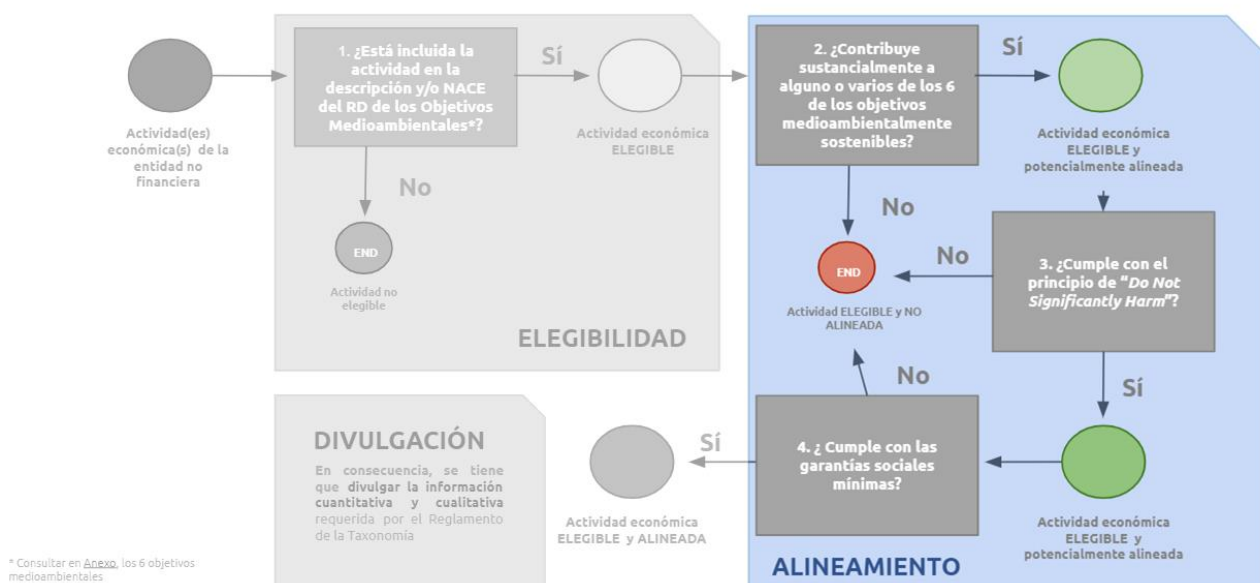 Actividad(es)
económica(s) de la
entidad no
financiera
1. ¿Está incluida la
actividad en la
descripción y/o NACE
del RD de los Objetivos
Medioambientales*?
Sí
Actividad económica
ELEGIBLE
No
END
Actividad no
elegible
ELEGIBILIDAD
2. ¿Contribuye
sustancialmente a
alguno o varios de los 6
de los objetivos
medioambientalmente
sostenibles?
Sí
Actividad económica
ELEGIBLE y
potencialmente alineada
No
END
Actividad ELEGIBLE y NO
ALINEADA
No
3. ¿Cumple con el
principio de “Do Not
Significantly Harm”?
Sí
Actividad económica
ELEGIBLE y
potencialmente alineada
4. ¿ Cumple con las
garantías sociales
mínimas?
No
Sí
Actividad económica
ELEGIBLE y ALINEADA
ALINEAMIENTO
DIVULGACIÓN
En consecuencia, se tiene
que divulgar la información
cuantitativa y cualitativa
requerida por el Reglamento
de la Taxonomía
* Consultar en Anexo, los 6 objetivos
medioambientales